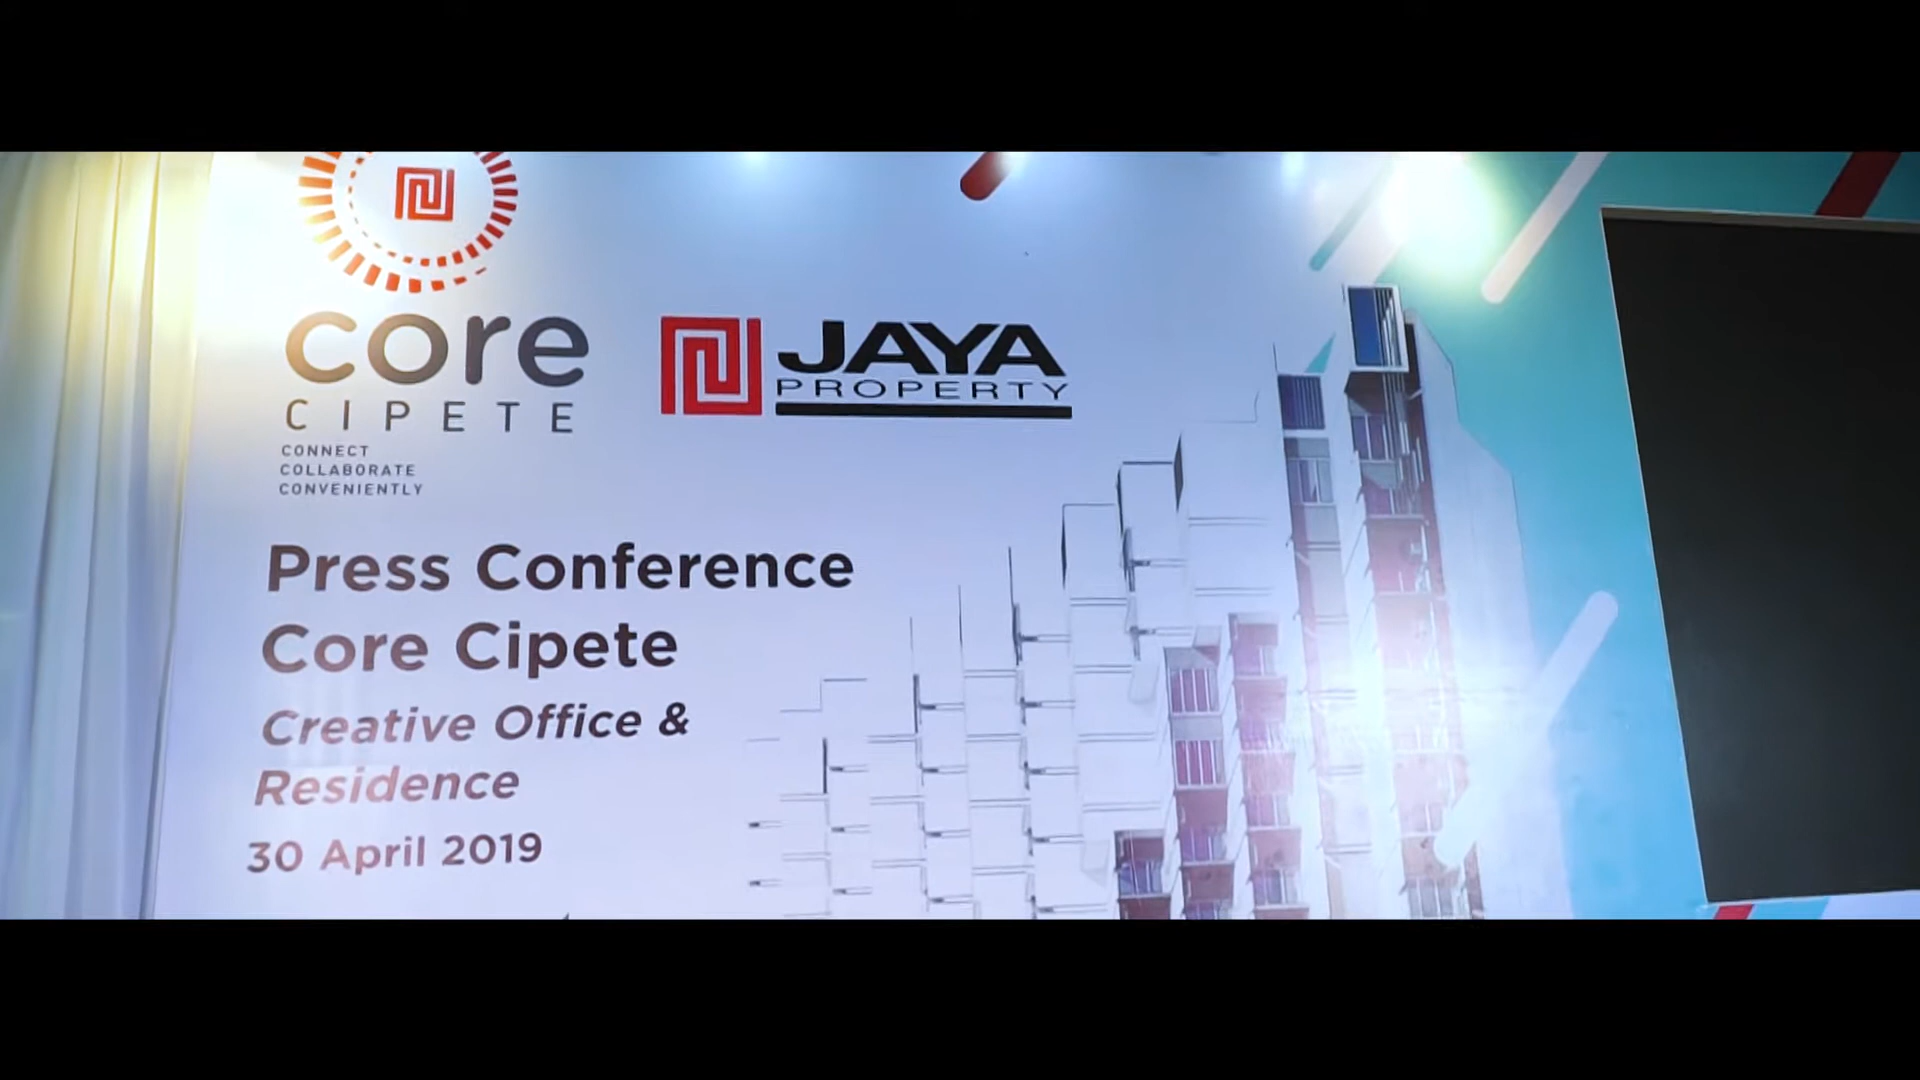 core
CIPETE
CONNECT
COLLABORATE
CONVENIENTLY
JAYA
PROPERTY
Press Conference
Core Cipete
Creative Office &
Residence
30 April 2019